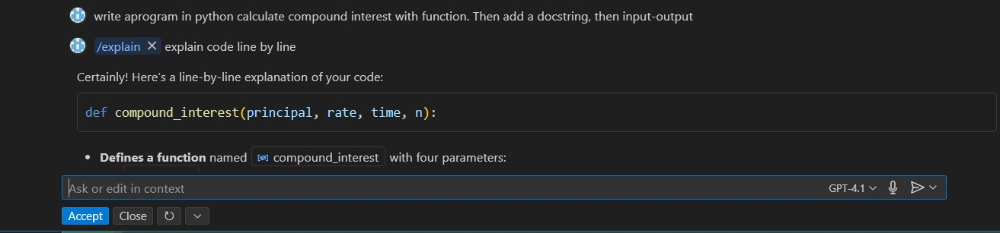 write aprogram in python calculate compound interest with function. Then add a docstring, then input-output
/explain × explain code line by line
Certainly! Here's a line-by-line explanation of your code:
def compound_interest(principal, rate, time, n):
• Defines a function named compound_interest with four parameters:
Ask or edit in context GPT-4.1
Accept Close